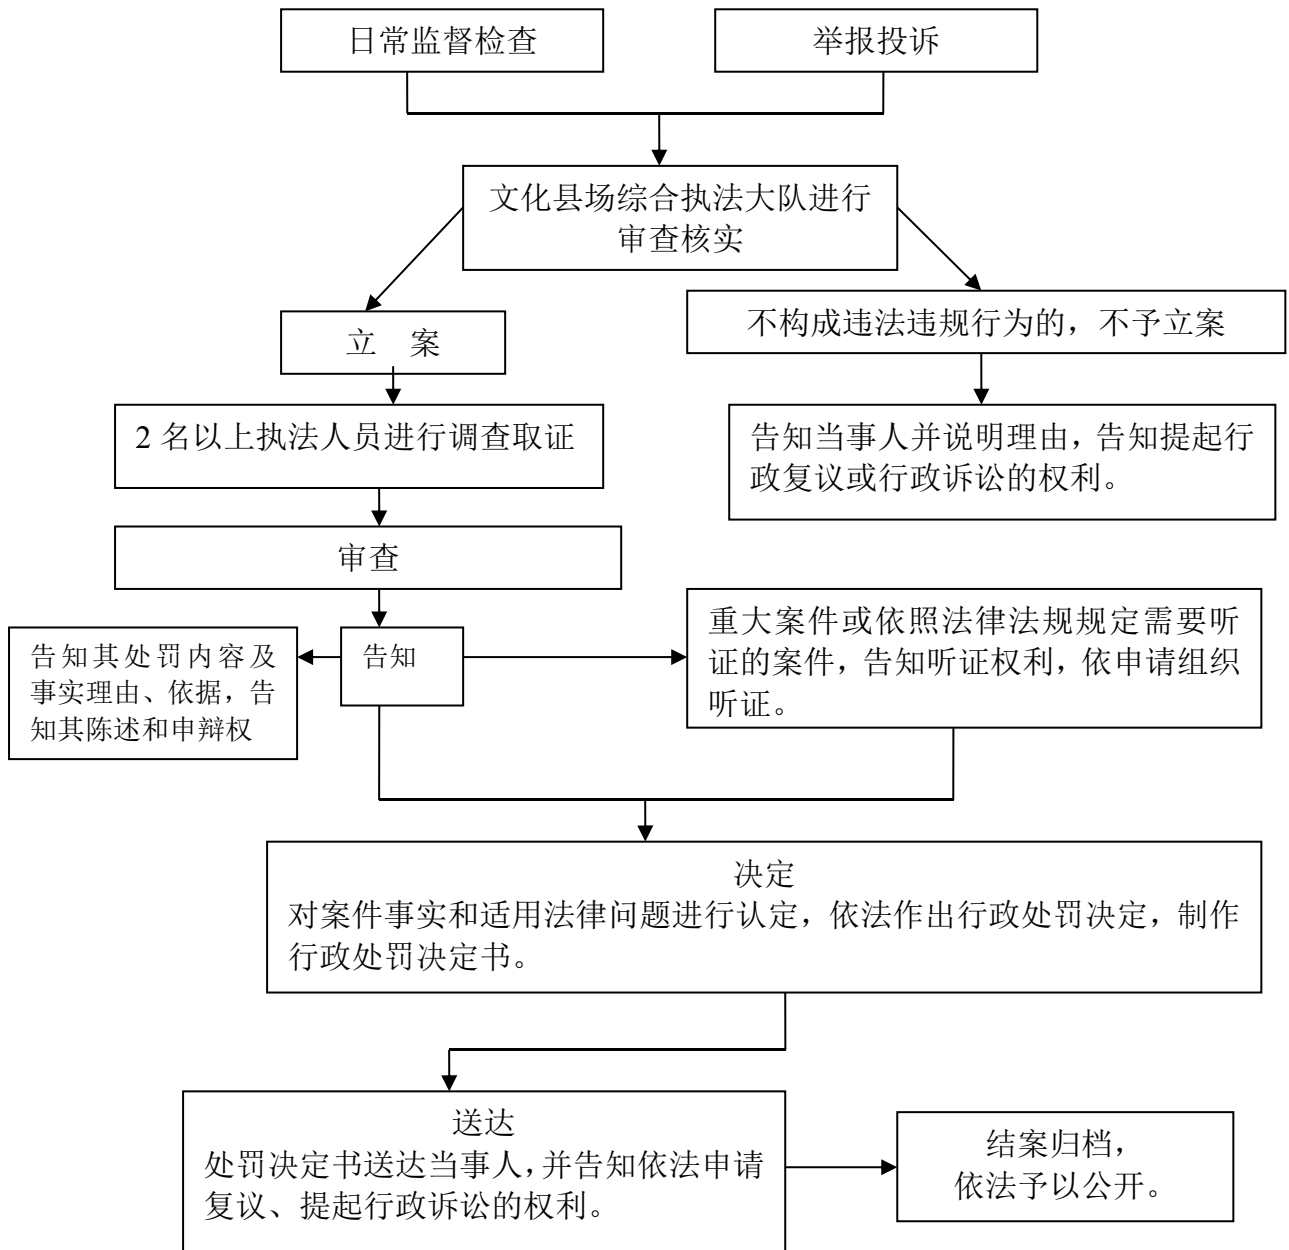 日常监督检查
举报投诉
文化县场综合执法大队进行
审查核实
立 案
不构成违法违规行为的，不予立案
2 名以上执法人员进行调查取证
告知当事人并说明理由，告知提起行
政复议或行政诉讼的权利。
审查
告知其处罚内容及
事实理由、依据，告
知其陈述和申辩权
告知
重大案件或依照法律法规规定需要听
证的案件，告知听证权利，依申请组织
听证。
决定
对案件事实和适用法律问题进行认定，依法作出行政处罚决定，制作
行政处罚决定书。
送达
处罚决定书送达当事人，并告知依法申请
复议、提起行政诉讼的权利。
结案归档，
依法予以公开。